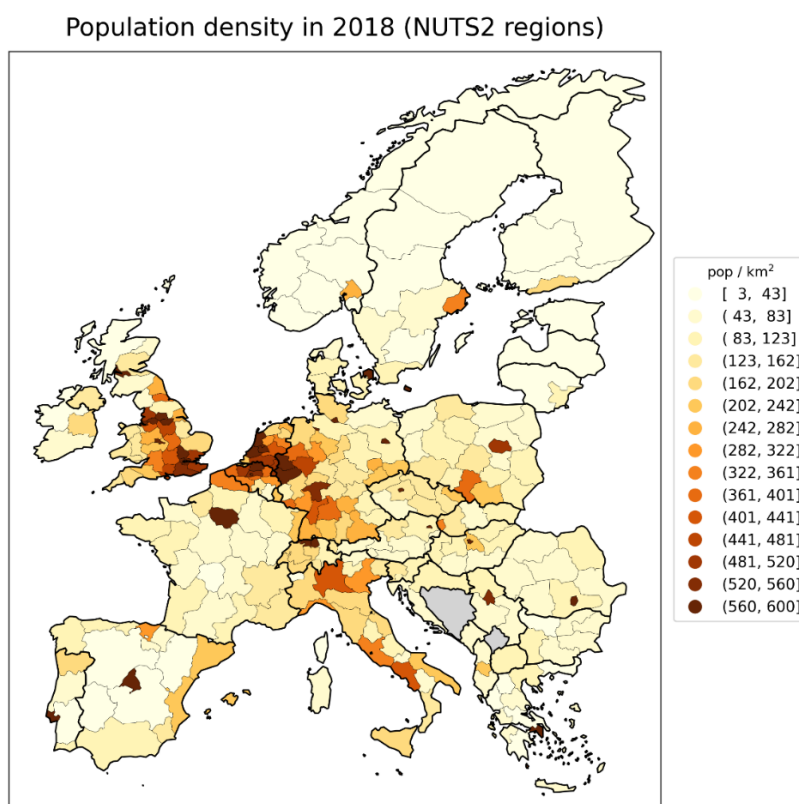 Population density in 2018 (NUTS2 regions)
pop / km²
[ 3, 43]
( 43, 83]
( 83, 123]
(123, 162]
(162, 202]
(202, 242]
(242, 282]
(282, 322]
(322, 361]
(361, 401]
(401, 441]
(441, 481]
(481, 520]
(520, 560]
(560, 600]